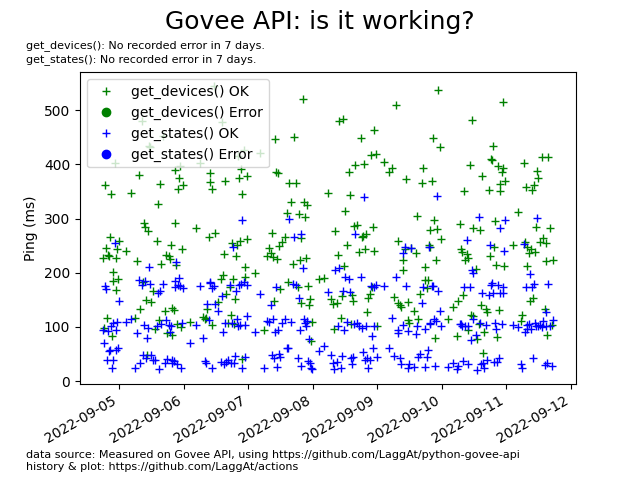 Govee API: is it working?
get_devices(): No recorded error in 7 days.
get_states(): No recorded error in 7 days.
get_devices() OK
get_devices() Error
get_states() OK
get_states() Error
Ping (ms)
500
400
300
200
100
0
2022-09-05
2022-09-06
2022-09-07
2022-09-08
2022-09-09
2022-09-10
2022-09-11
2022-09-12
data source: Measured on Govee API, using https://github.com/LaggAt/python-govee-api
history & plot: https://github.com/LaggAt/actions